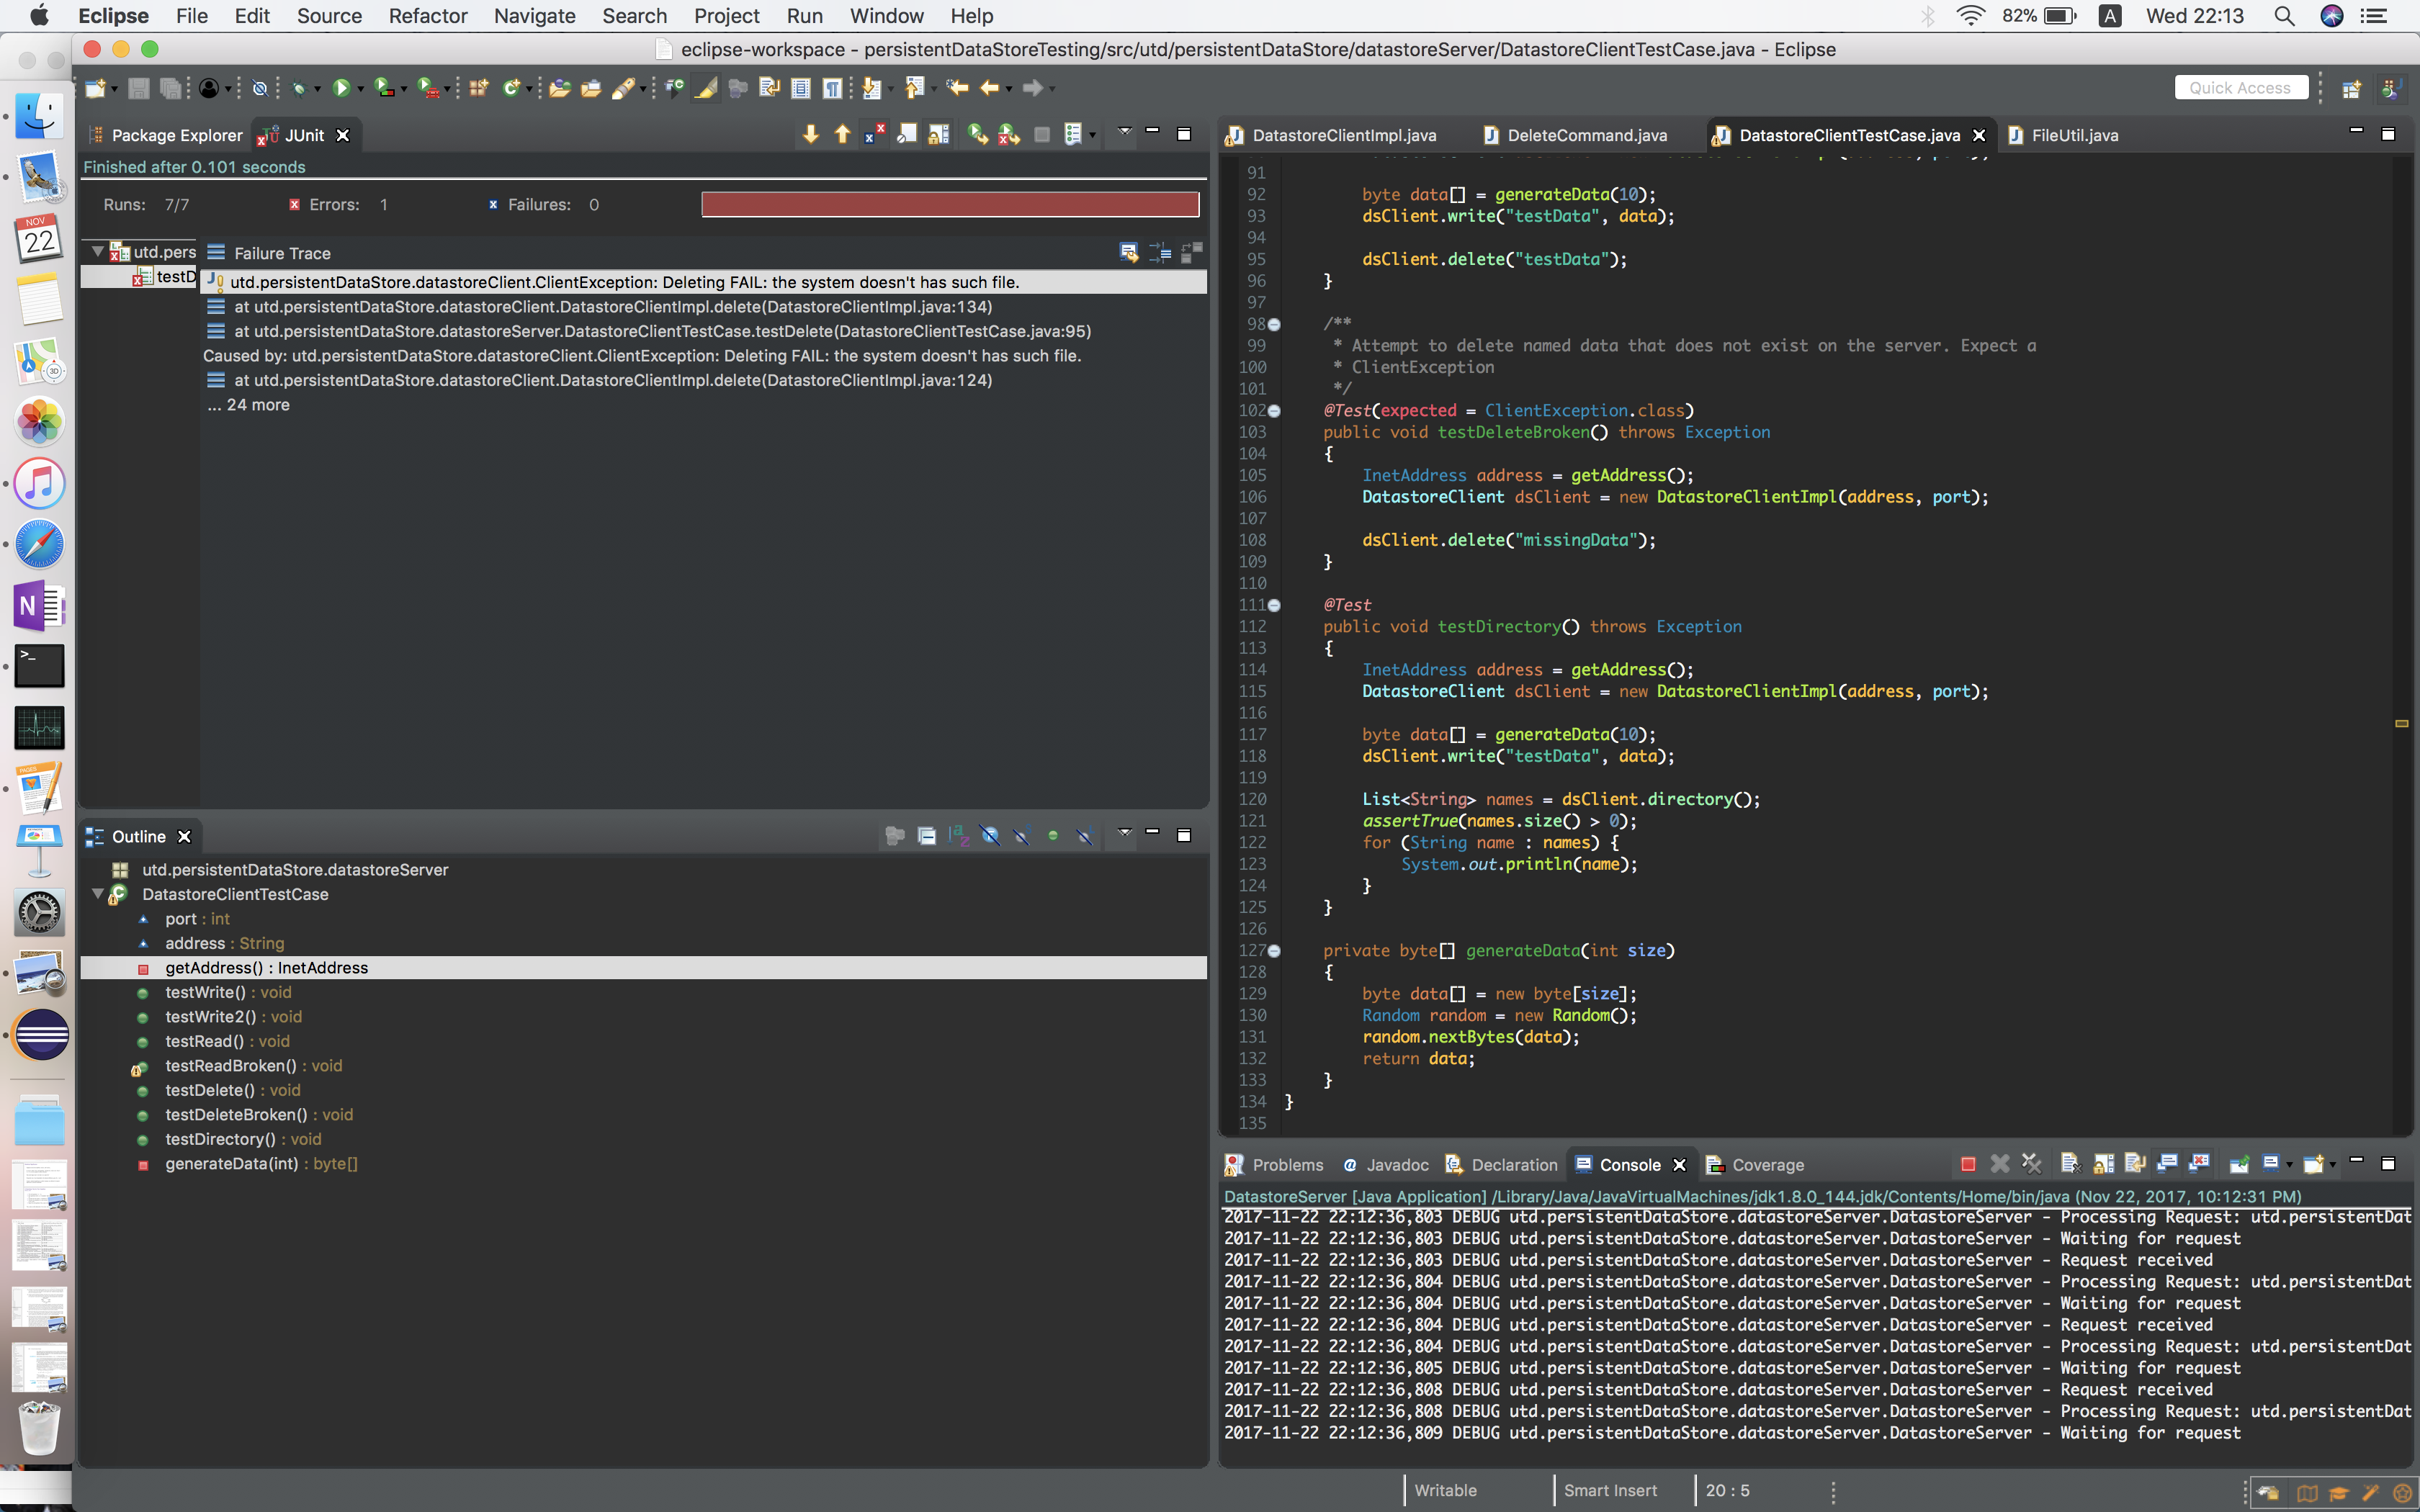 Eclipse File Edit Source Refactor Navigate Search Project Run Window Help 82% A Wed 22:13
eclipse-workspace - persistentDataStoreTesting/src/utd/persistentDataStore/datastoreServer/DatastoreClientTestCase.java - Eclipse
Quick Access
Package Explorer JUnit
Finished after 0.101 seconds
Runs: 7/7 Errors: 1 Failures: 0
utd.pers
testD
Failure Trace
utd.persistentDataStore.datastoreClient.ClientException: Deleting FAIL: the system doesn't has such file.
at utd.persistentDataStore.datastoreClient.DatastoreClientImpl.delete(DatastoreClientImpl.java:134)
at utd.persistentDataStore.datastoreServer.DatastoreClientTestCase.testDelete(DatastoreClientTestCase.java:95)
Caused by: utd.persistentDataStore.datastoreClient.ClientException: Deleting FAIL: the system doesn't has such file.
at utd.persistentDataStore.datastoreClient.DatastoreClientImpl.delete(DatastoreClientImpl.java:124)
... 24 more
Outline
utd.persistentDataStore.datastoreServer
DatastoreClientTestCase
port : int
address : String
getAddress() : InetAddress
testWrite() : void
testWrite2() : void
testRead() : void
testReadBroken() : void
testDelete() : void
testDeleteBroken() : void
testDirectory() : void
generateData(int) : byte[]
DatastoreClientImpl.java DeleteCommand.java DatastoreClientTestCase.java FileUtil.java
91
92 byte data[] = generateData(10);
93 dsClient.write("testData", data);
94
95 dsClient.delete("testData");
96 }
97
98 /**
99 * Attempt to delete named data that does not exist on the server. Expect a
100 * ClientException
101 */
102 @Test(expected = ClientException.class)
103 public void testDeleteBroken() throws Exception
104 {
105 InetAddress address = getAddress();
106 DatastoreClient dsClient = new DatastoreClientImpl(address, port);
107
108 dsClient.delete("missingData");
109 }
110
111 @Test
112 public void testDirectory() throws Exception
113 {
114 InetAddress address = getAddress();
115 DatastoreClient dsClient = new DatastoreClientImpl(address, port);
116
117 byte data[] = generateData(10);
118 dsClient.write("testData", data);
119
120 List<String> names = dsClient.directory();
121 assertTrue(names.size() > 0);
122 for (String name : names) {
123 System.out.println(name);
124 }
125 }
126
127 private byte[] generateData(int size)
128 {
129 byte data[] = new byte[size];
130 Random random = new Random();
131 random.nextBytes(data);
132 return data;
133 }
134 }
135
Problems Javadoc Declaration Console Coverage
DatastoreServer [Java Application] /Library/Java/JavaVirtualMachines/jdk1.8.0_144.jdk/Contents/Home/bin/java (Nov 22, 2017, 10:12:31 PM)
2017-11-22 22:12:36,803 DEBUG utd.persistentDataStore.datastoreServer.DatastoreServer - Processing Request: utd.persistentDat
2017-11-22 22:12:36,803 DEBUG utd.persistentDataStore.datastoreServer.DatastoreServer - Waiting for request
2017-11-22 22:12:36,803 DEBUG utd.persistentDataStore.datastoreServer.DatastoreServer - Request received
2017-11-22 22:12:36,804 DEBUG utd.persistentDataStore.datastoreServer.DatastoreServer - Processing Request: utd.persistentDat
2017-11-22 22:12:36,804 DEBUG utd.persistentDataStore.datastoreServer.DatastoreServer - Waiting for request
2017-11-22 22:12:36,804 DEBUG utd.persistentDataStore.datastoreServer.DatastoreServer - Request received
2017-11-22 22:12:36,804 DEBUG utd.persistentDataStore.datastoreServer.DatastoreServer - Processing Request: utd.persistentDat
2017-11-22 22:12:36,805 DEBUG utd.persistentDataStore.datastoreServer.DatastoreServer - Waiting for request
2017-11-22 22:12:36,808 DEBUG utd.persistentDataStore.datastoreServer.DatastoreServer - Request received
2017-11-22 22:12:36,808 DEBUG utd.persistentDataStore.datastoreServer.DatastoreServer - Processing Request: utd.persistentDat
2017-11-22 22:12:36,809 DEBUG utd.persistentDataStore.datastoreServer.DatastoreServer - Waiting for request
Writable Smart Insert 20 : 5
NOV
22